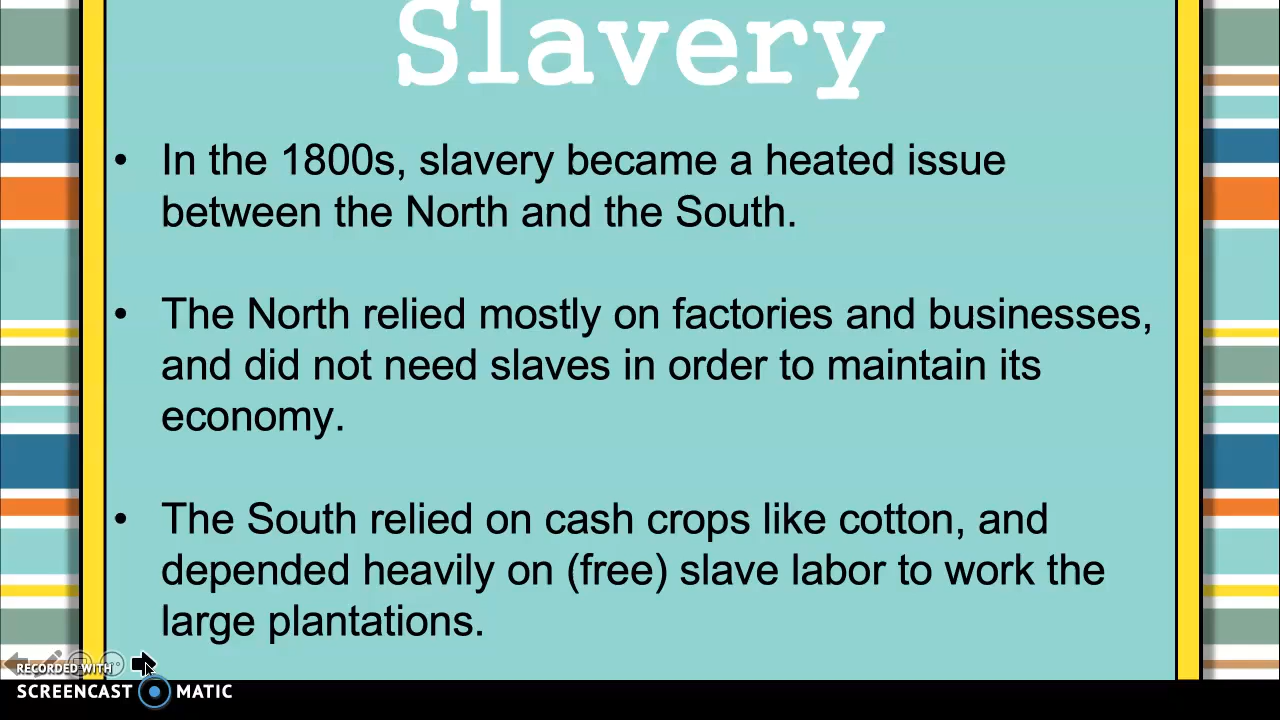 Slavery
• In the 1800s, slavery became a heated issue
between the North and the South.
• The North relied mostly on factories and businesses,
and did not need slaves in order to maintain its
economy.
• The South relied on cash crops like cotton, and
depended heavily on (free) slave labor to work the
large plantations.
RECORDED WITH
SCREENCAST MATIC